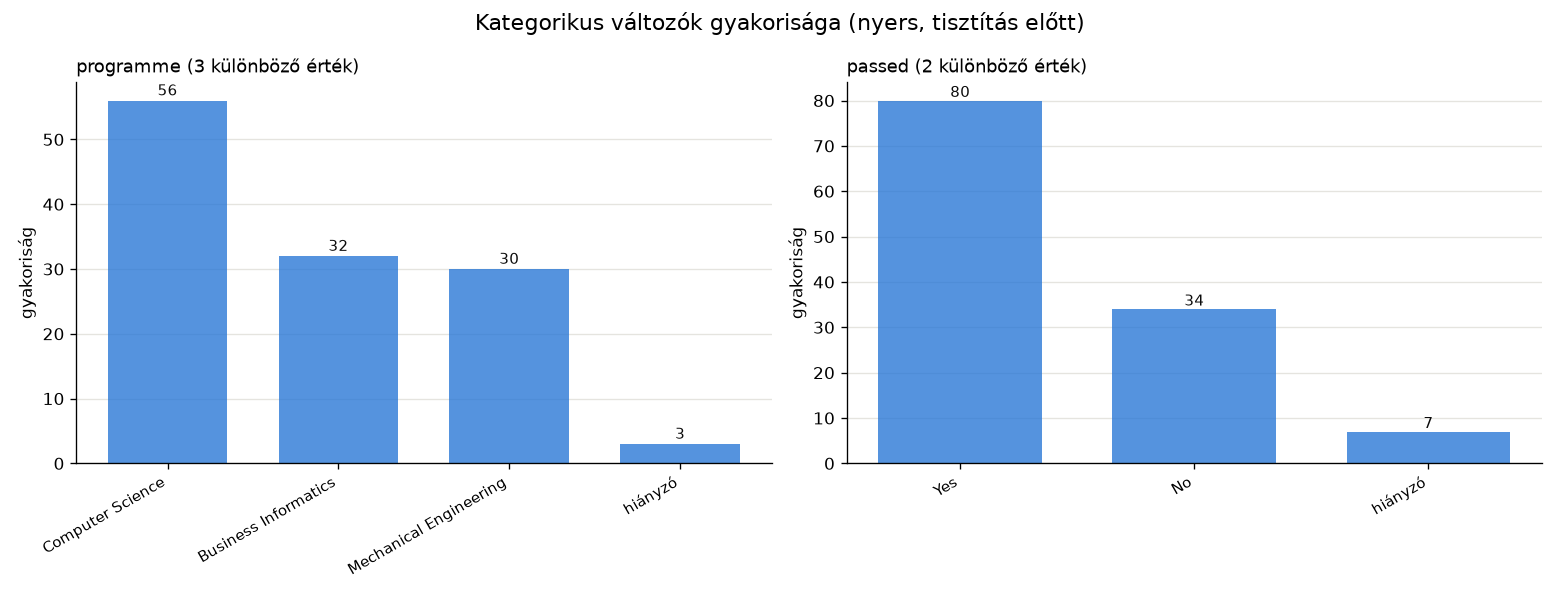 Kategorikus változók gyakorisága (nyers, tisztítás előtt)
programme (3 különböző érték)
gyakoriság
0
10
20
30
40
50
56
32
30
3
Computer Science
Business Informatics
Mechanical Engineering
hiányzó
passed (2 különböző érték)
gyakoriság
0
10
20
30
40
50
60
70
80
80
34
7
Yes
No
hiányzó